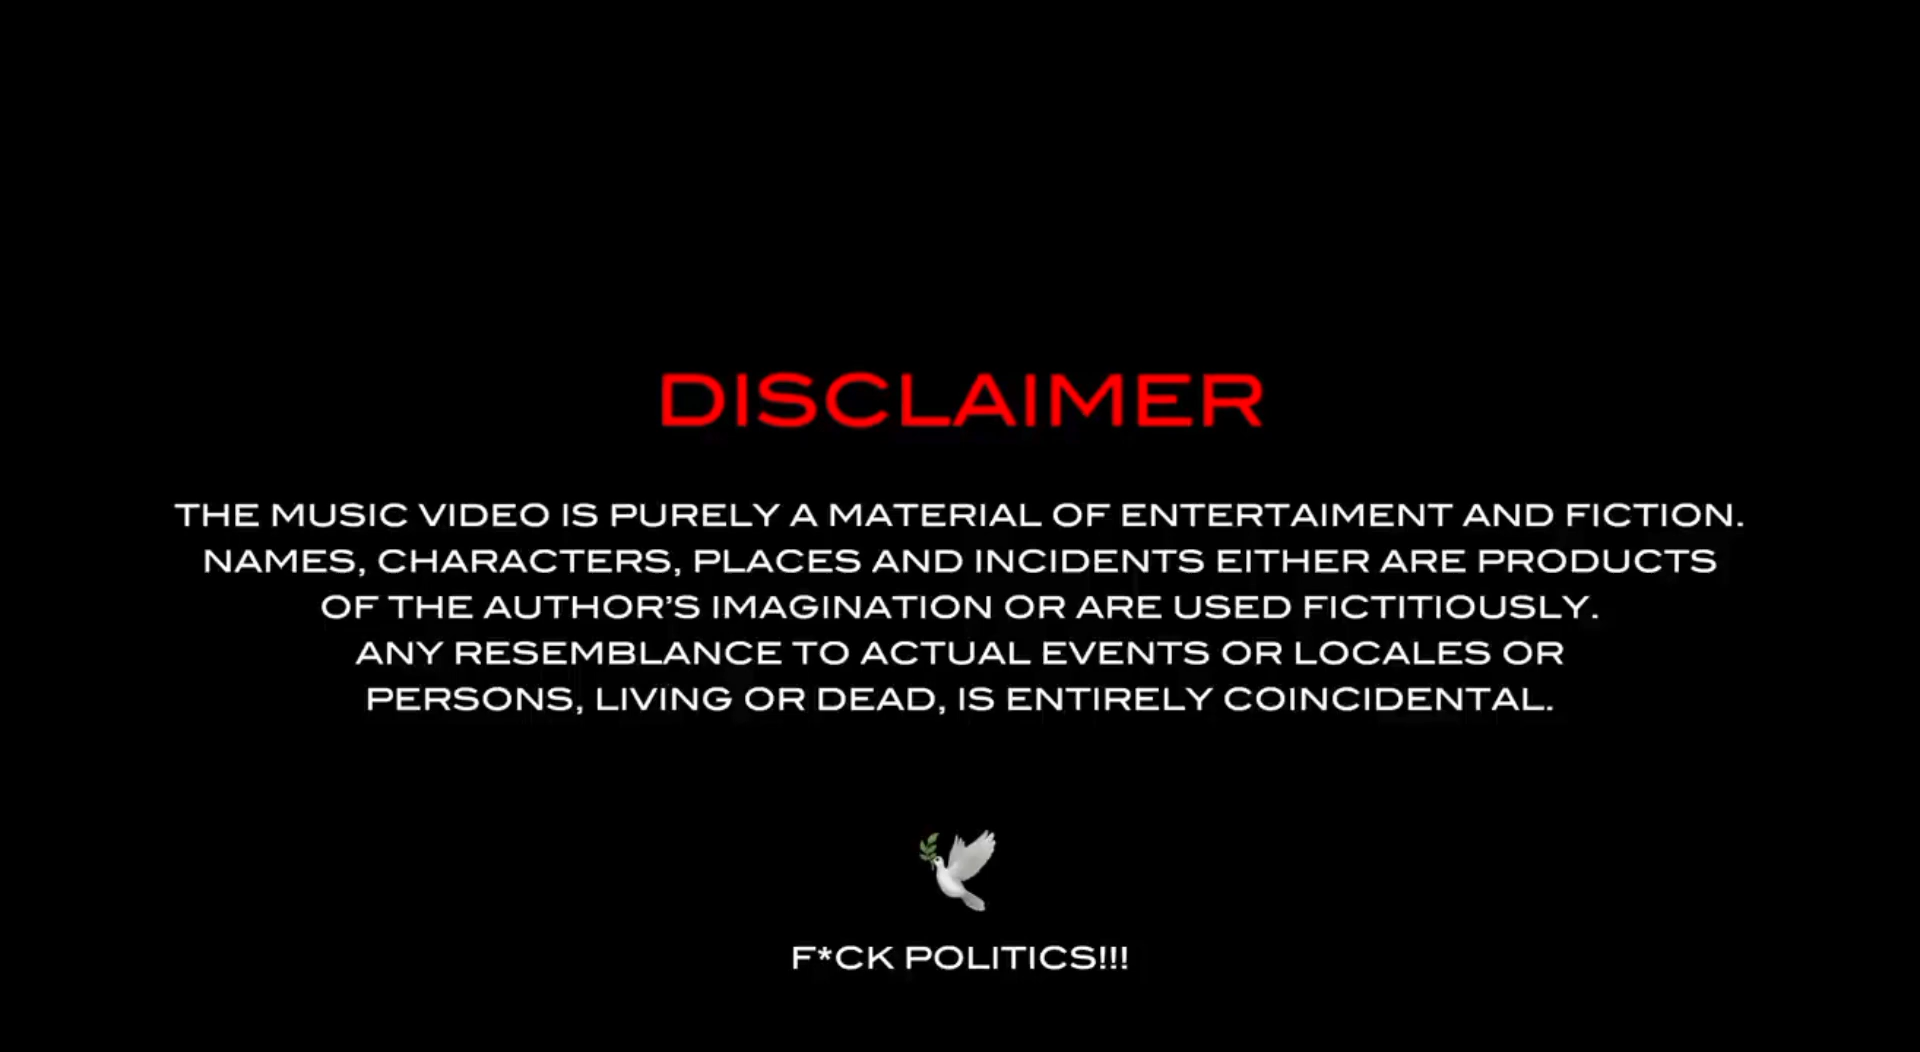 DISCLAIMER
THE MUSIC VIDEO IS PURELY A MATERIAL OF ENTERTAIMENT AND FICTION.
NAMES, CHARACTERS, PLACES AND INCIDENTS EITHER ARE PRODUCTS
OF THE AUTHOR’S IMAGINATION OR ARE USED FICTITIOUSLY.
ANY RESEMBLANCE TO ACTUAL EVENTS OR LOCALES OR
PERSONS, LIVING OR DEAD, IS ENTIRELY COINCIDENTAL.
F*CK POLITICS!!!